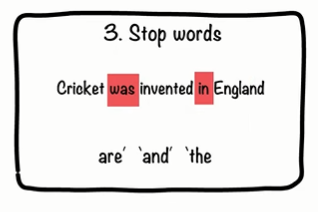 3. Stop words
Cricket was invented in England
are' 'and' 'the